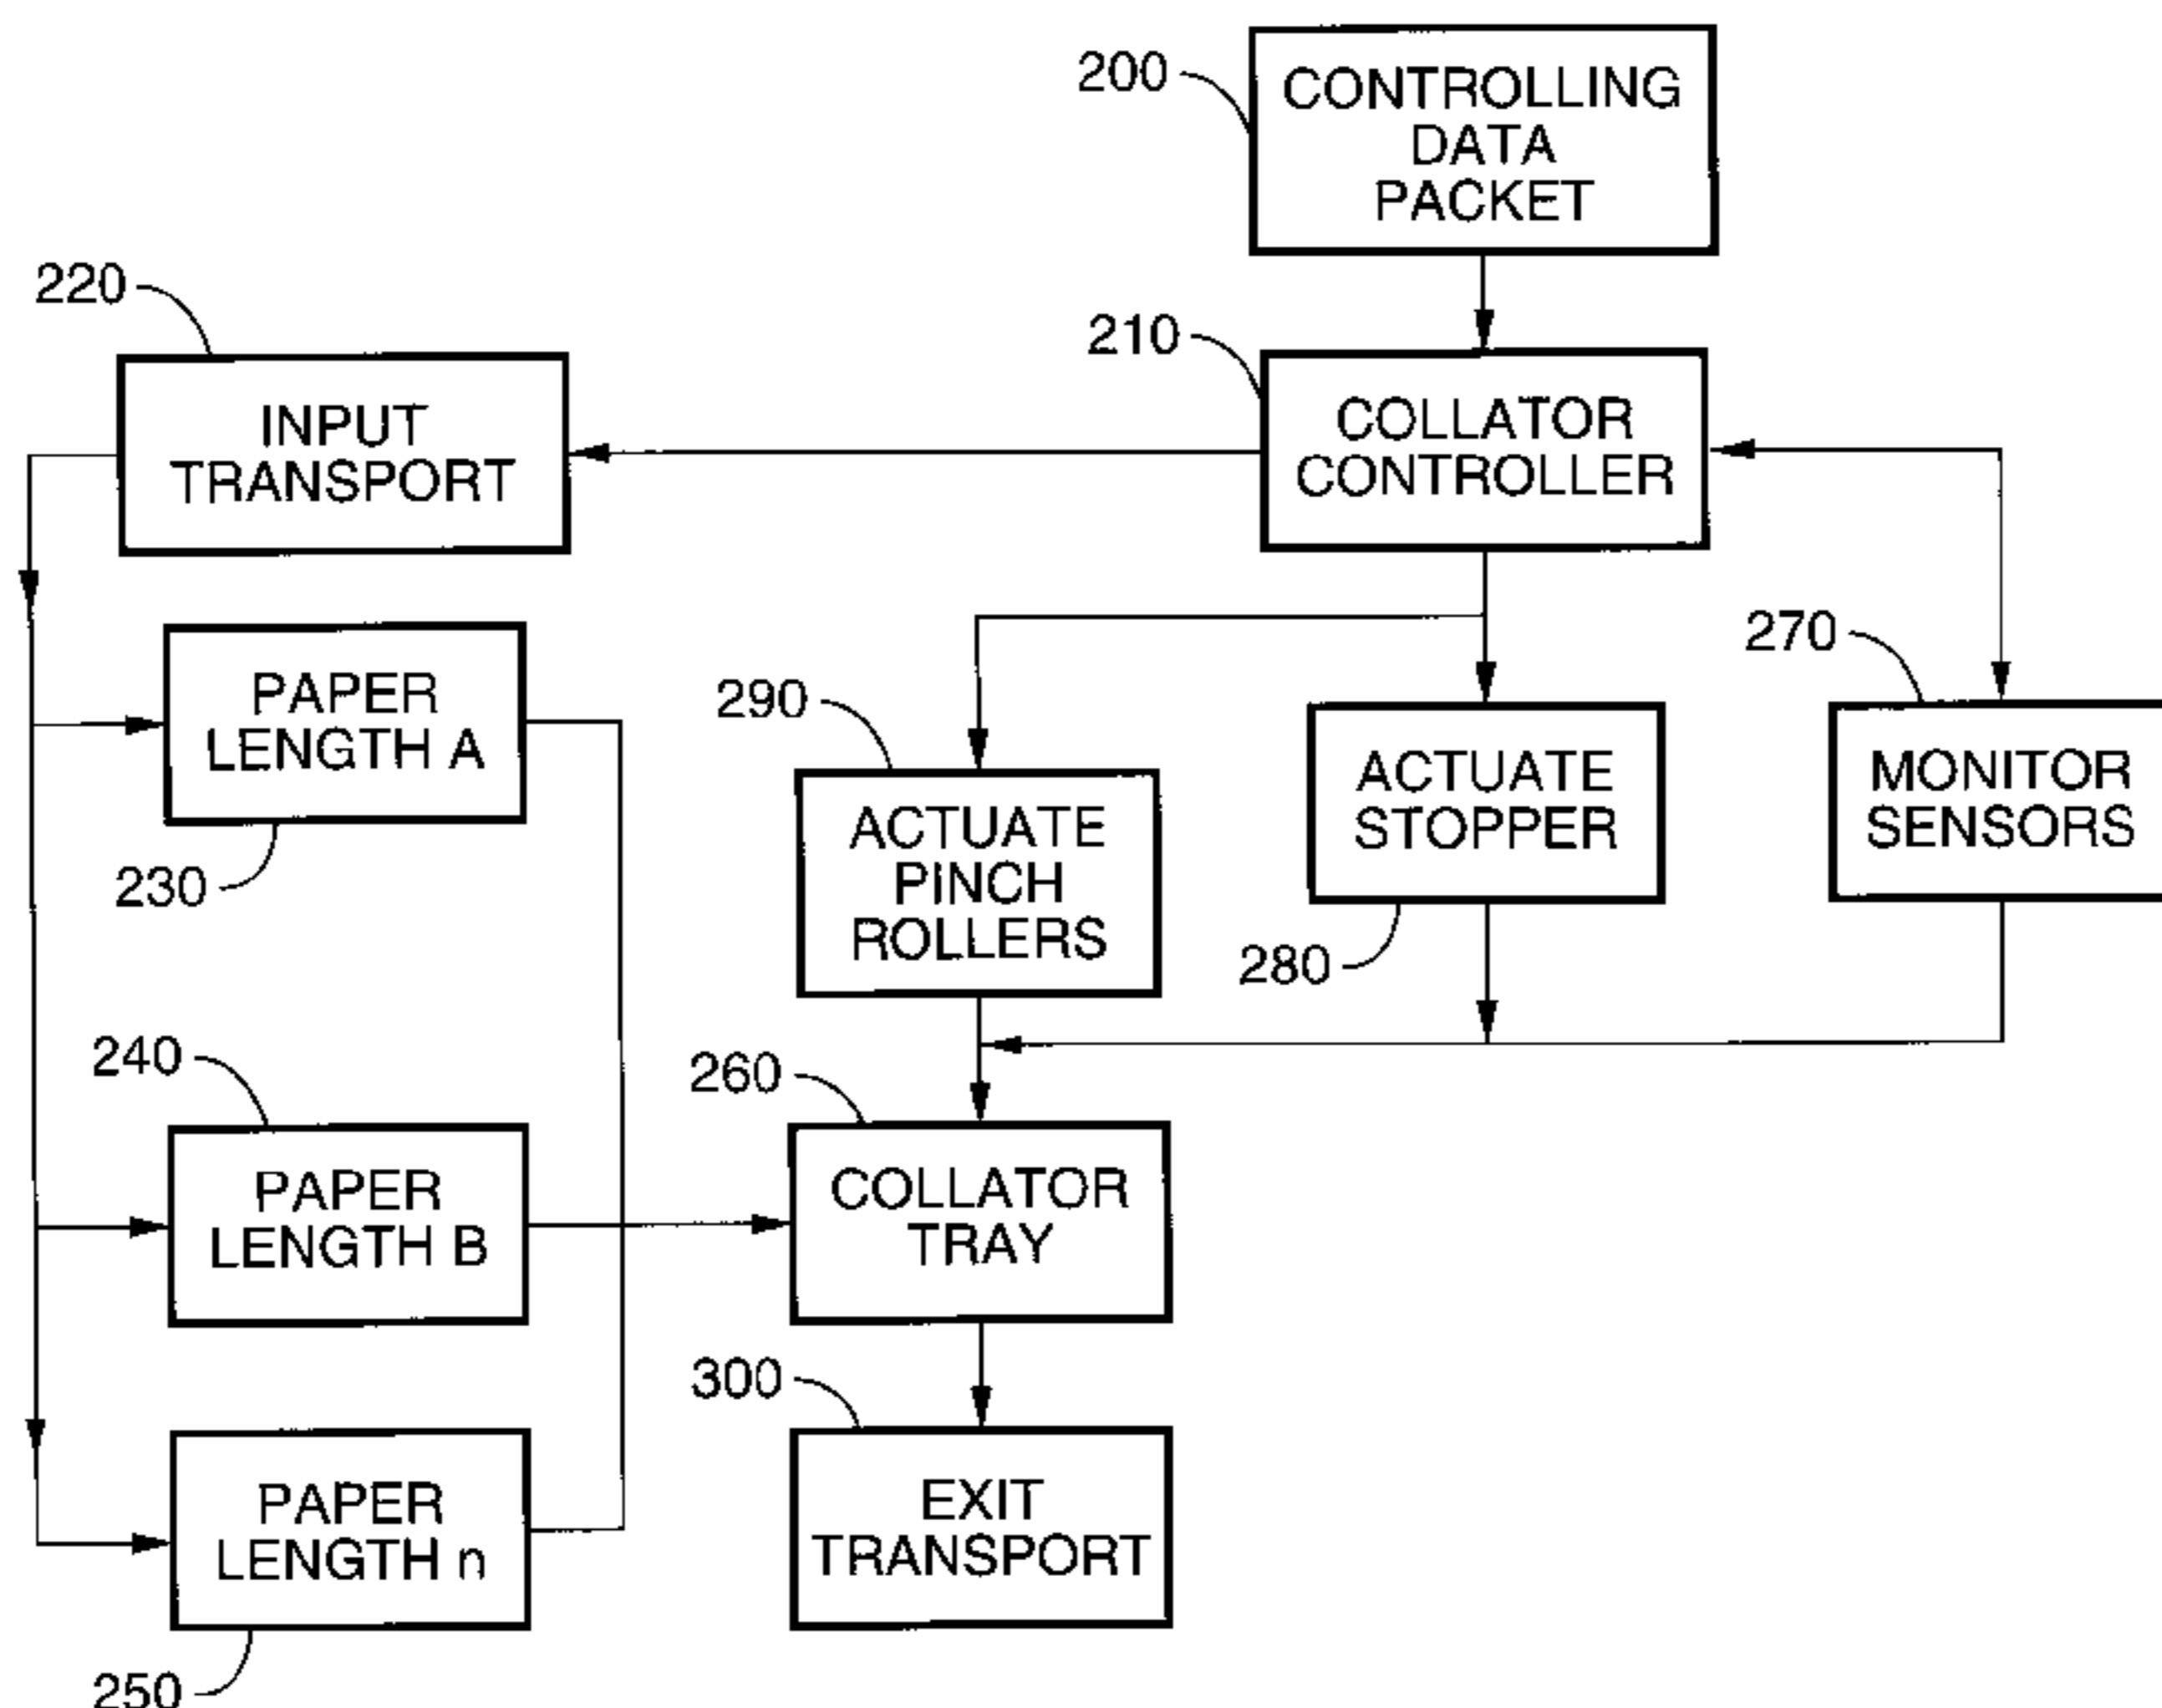 200
CONTROLLING
DATA
PACKET
220
210
INPUT
TRANSPORT
COLLATOR
CONTROLLER
270
PAPER
LENGTH A
230
290
ACTUATE
PINCH
ROLLERS
ACTUATE
STOPPER
280
MONITOR
SENSORS
240
PAPER
LENGTH B
260
COLLATOR
TRAY
300
EXIT
TRANSPORT
PAPER
LENGTH n
250